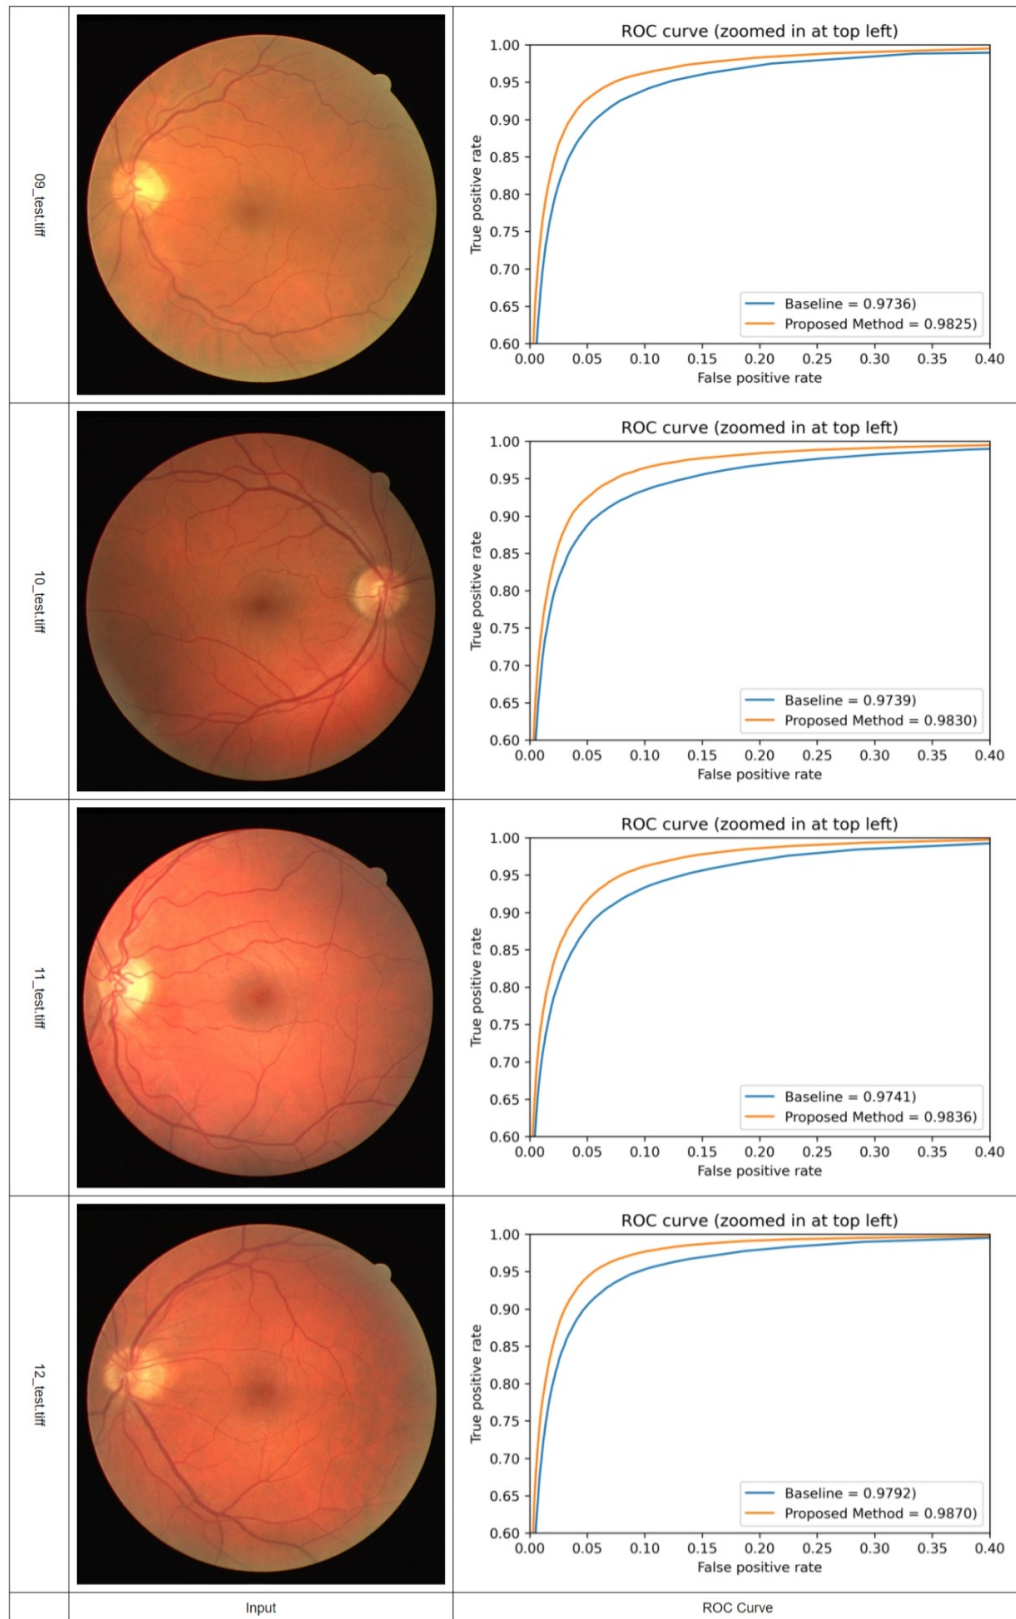 09_test.tiff
ROC curve (zoomed in at top left)
True positive rate
1.00
0.95
0.90
0.85
0.80
0.75
0.70
0.65
0.60
Baseline = 0.9736)
Proposed Method = 0.9825)
0.00 0.05 0.10 0.15 0.20 0.25 0.30 0.35 0.40
False positive rate
10_test.tiff
ROC curve (zoomed in at top left)
True positive rate
1.00
0.95
0.90
0.85
0.80
0.75
0.70
0.65
0.60
Baseline = 0.9739)
Proposed Method = 0.9830)
0.00 0.05 0.10 0.15 0.20 0.25 0.30 0.35 0.40
False positive rate
11_test.tiff
ROC curve (zoomed in at top left)
True positive rate
1.00
0.95
0.90
0.85
0.80
0.75
0.70
0.65
0.60
Baseline = 0.9741)
Proposed Method = 0.9836)
0.00 0.05 0.10 0.15 0.20 0.25 0.30 0.35 0.40
False positive rate
12_test.tiff
ROC curve (zoomed in at top left)
True positive rate
1.00
0.95
0.90
0.85
0.80
0.75
0.70
0.65
0.60
Baseline = 0.9792)
Proposed Method = 0.9870)
0.00 0.05 0.10 0.15 0.20 0.25 0.30 0.35 0.40
False positive rate
Input
ROC Curve